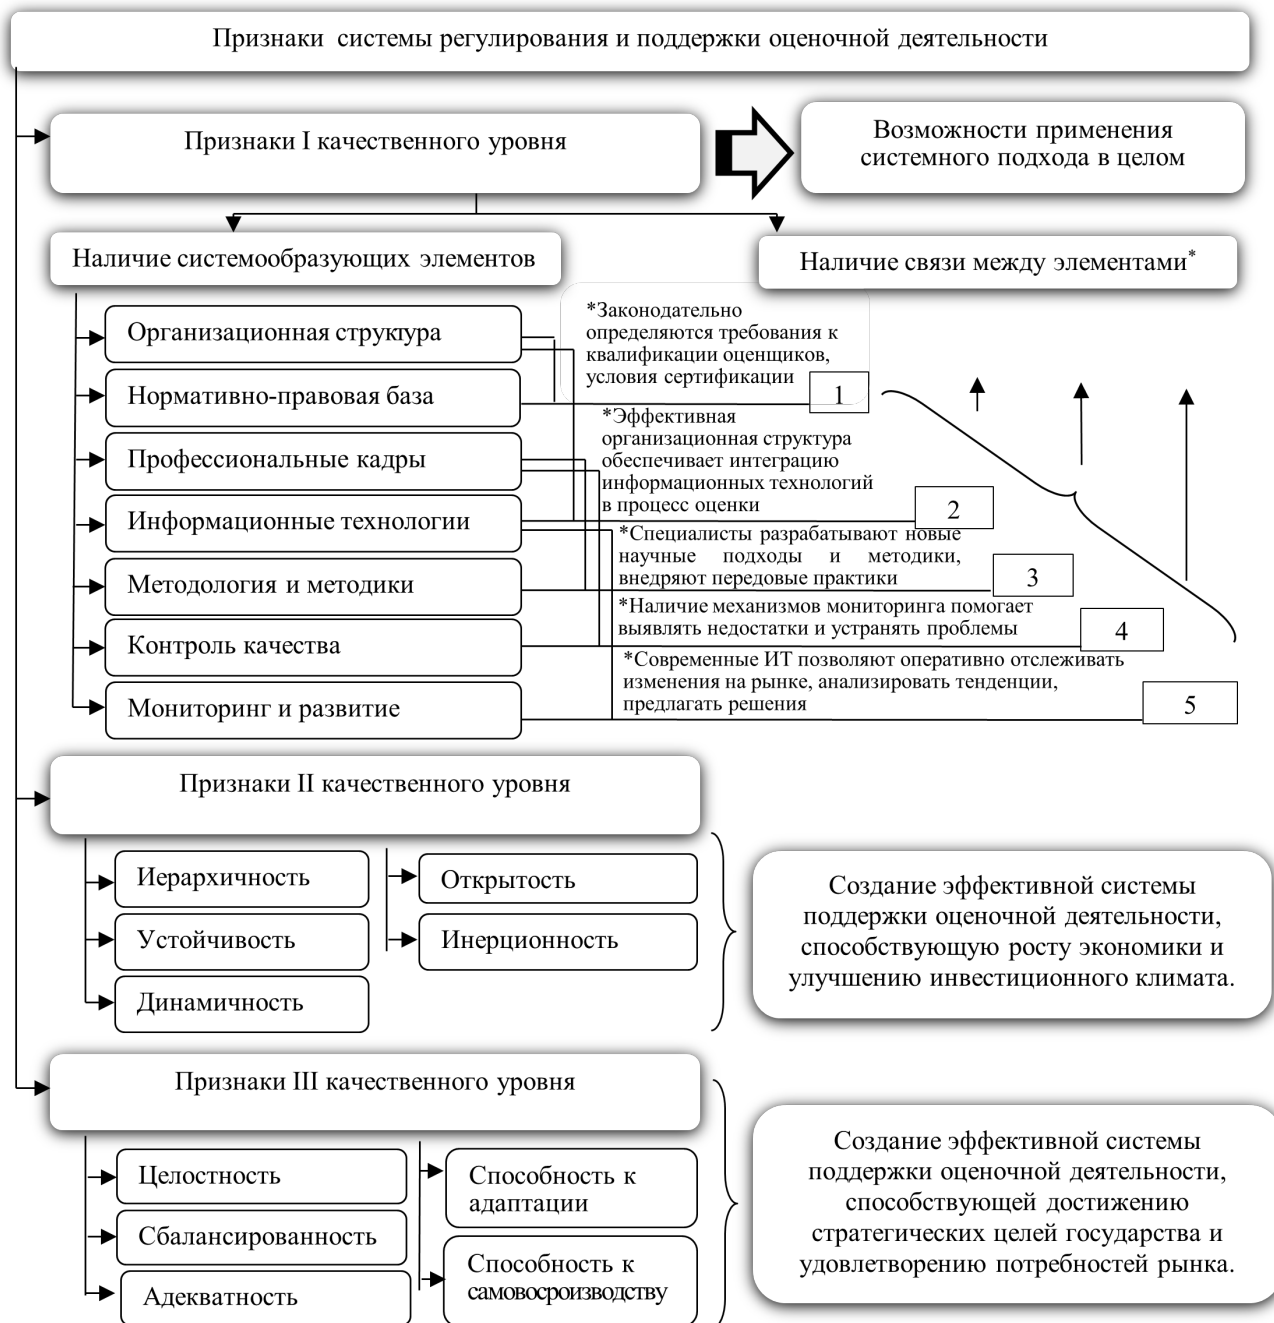 Признаки системы регулирования и поддержки оценочной деятельности
Признаки I качественного уровня
Возможности применения
системного подхода в целом
Наличие системообразующих элементов
Наличие связи между элементами*
Организационная структура
Нормативно-правовая база
Профессиональные кадры
Информационные технологии
Методология и методики
Контроль качества
Мониторинг и развитие
*Законодательно
определяются требования к
квалификации оценщиков,
условия сертификации
1
*Эффективная
организационная структура
обеспечивает интеграцию
информационных технологий
в процесс оценки
2
*Специалисты разрабатывают новые
научные подходы и методики,
внедряют передовые практики
3
*Наличие механизмов мониторинга помогает
выявлять недостатки и устранять проблемы
4
*Современные ИТ позволяют оперативно отслеживать
изменения на рынке, анализировать тенденции,
предлагать решения
5
Признаки II качественного уровня
Иерархичность
Устойчивость
Динамичность
Открытость
Инерционность
Создание эффективной системы
поддержки оценочной деятельности,
способствующую росту экономики и
улучшению инвестиционного климата.
Признаки III качественного уровня
Целостность
Сбалансированность
Адекватность
Способность к
адаптации
Способность к
самовосроизводству
Создание эффективной системы
поддержки оценочной деятельности,
способствующей достижению
стратегических целей государства и
удовлетворению потребностей рынка.